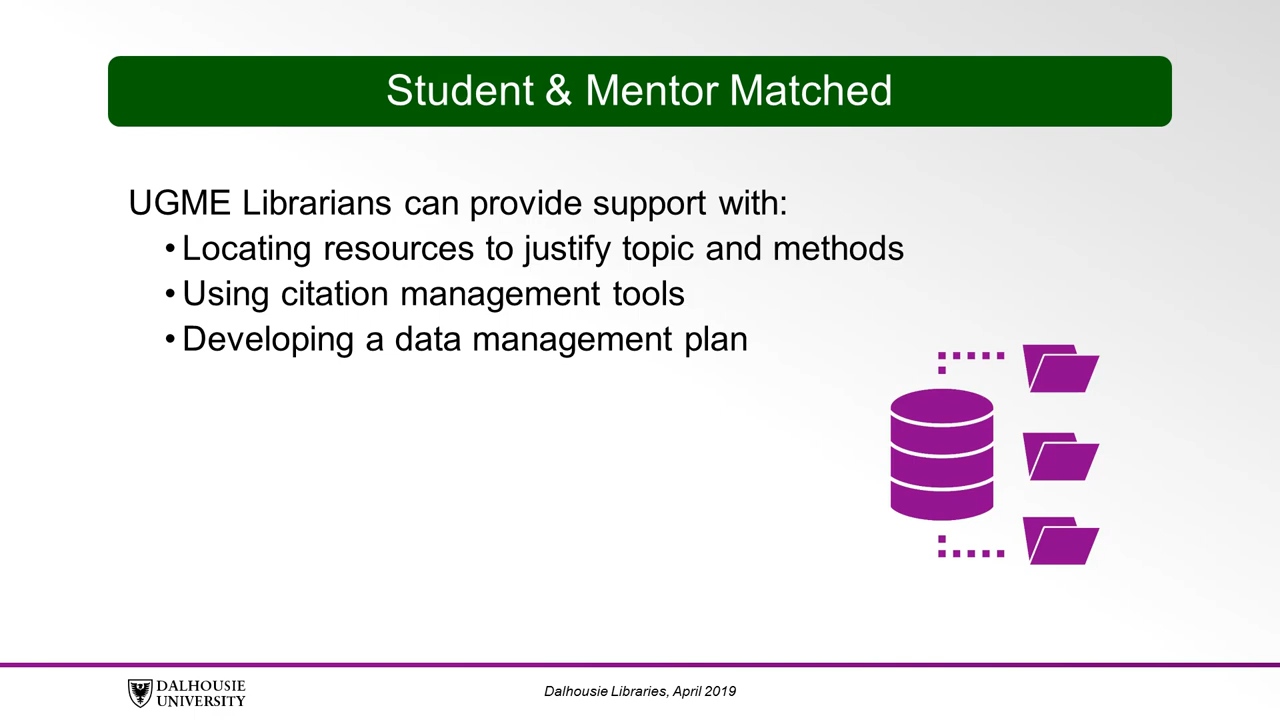 Student & Mentor Matched
UGME Librarians can provide support with:
• Locating resources to justify topic and methods
• Using citation management tools
• Developing a data management plan
DALHOUSIE
UNIVERSITY
Dalhousie Libraries, April 2019